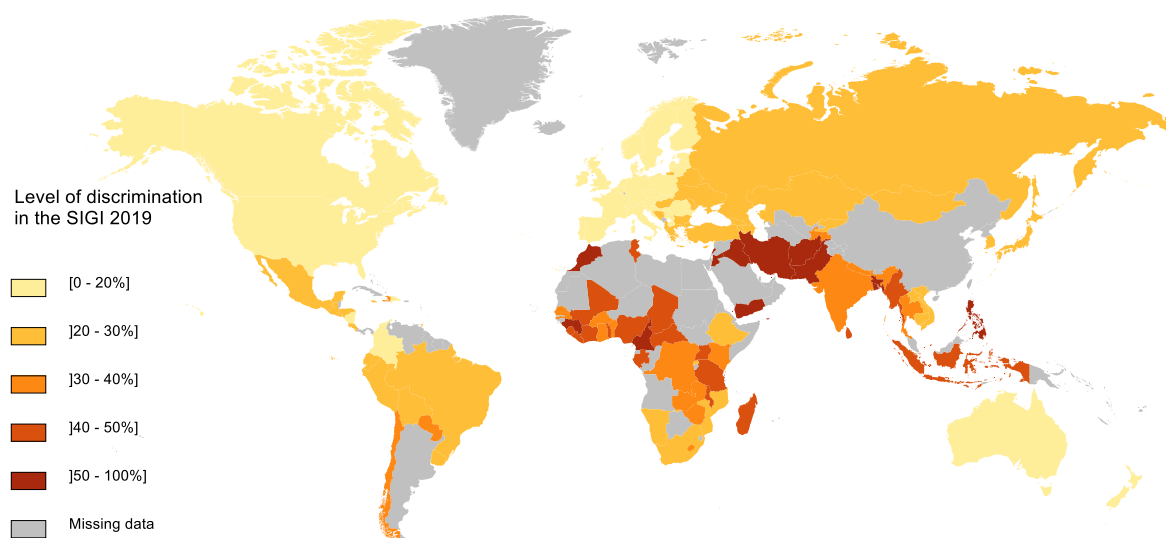 Level of discrimination
in the SIGI 2019
[0 - 20%]
]20 - 30%]
]30 - 40%]
]40 - 50%]
]50 - 100%]
Missing data